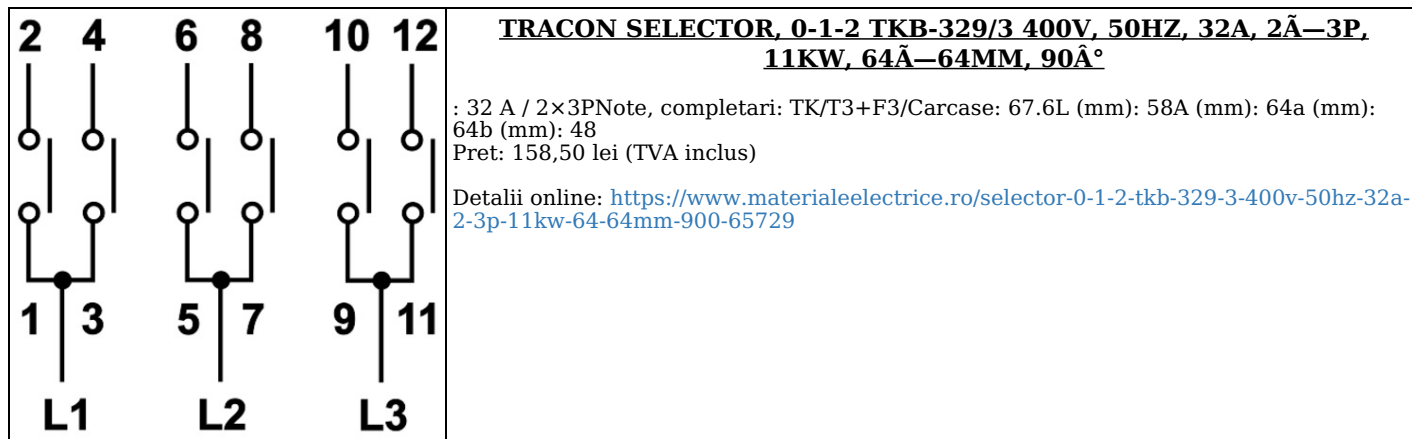 2 4 6 8 10 12
1 3 5 7 9 11
L1 L2 L3
TRACON SELECTOR, 0-1-2 TKB-329/3 400V, 50HZ, 32A, 2Ã—3P,
11KW, 64Ã—64MM, 90Â°
: 32 A / 2×3PNote, completari: TK/T3+F3/Carcase: 67.6L (mm): 58A (mm): 64a (mm):
64b (mm): 48
Pret: 158,50 lei (TVA inclus)
Detalii online: https://www.materialeelectrice.ro/selector-0-1-2-tkb-329-3-400v-50hz-32a-
2-3p-11kw-64-64mm-900-65729